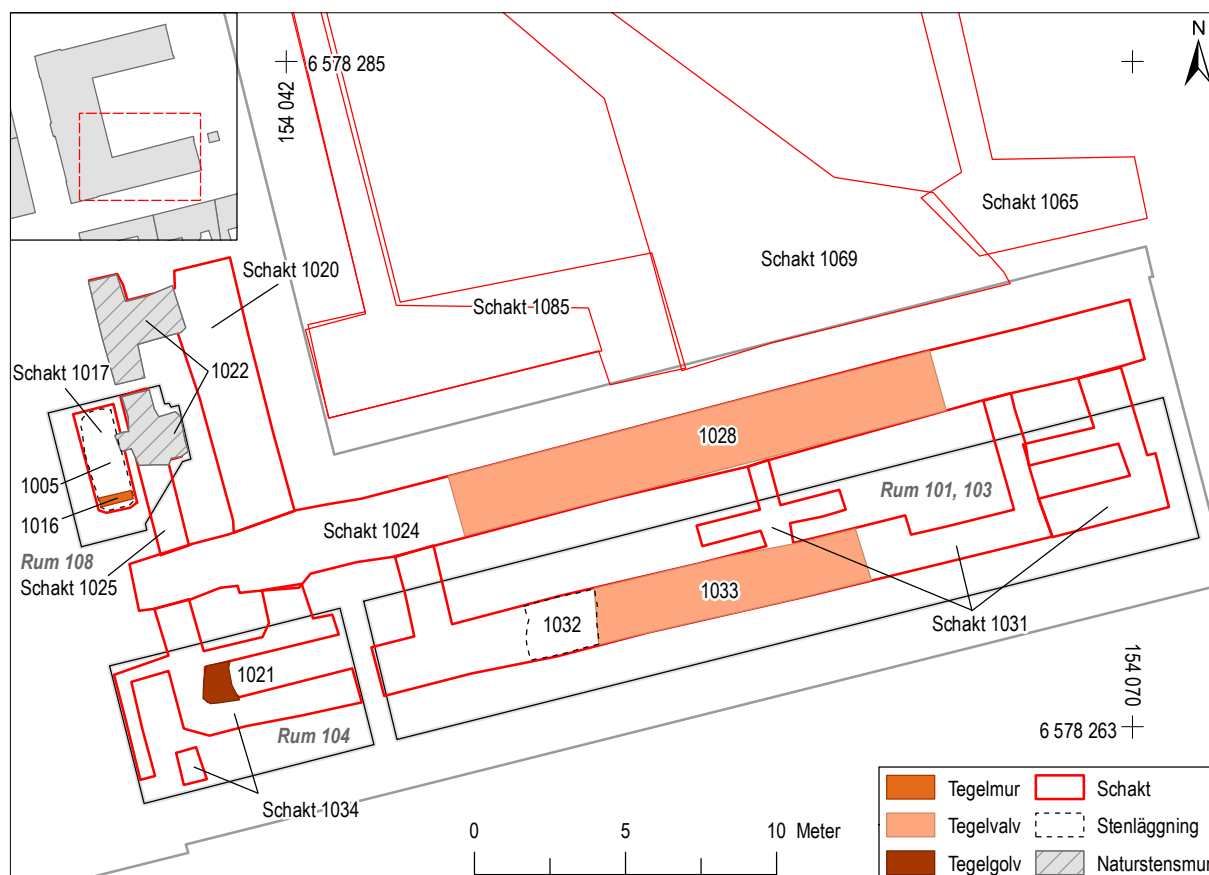 N
6 578 285
154 042
Schakt 1065
Schakt 1069
Schakt 1020
Schakt 1085
Schakt 1017
1022
1028
1005
Rum 101, 103
1016
Schakt 1024
Rum 108
Schakt 1025
1033
1032
Schakt 1031
1021
154 070
6 578 263
Rum 104
Schakt 1034
0 5 10 Meter
Tegelmur Schakt
Tegelvalv Stenläggning
Tegelgolv Naturstensmur